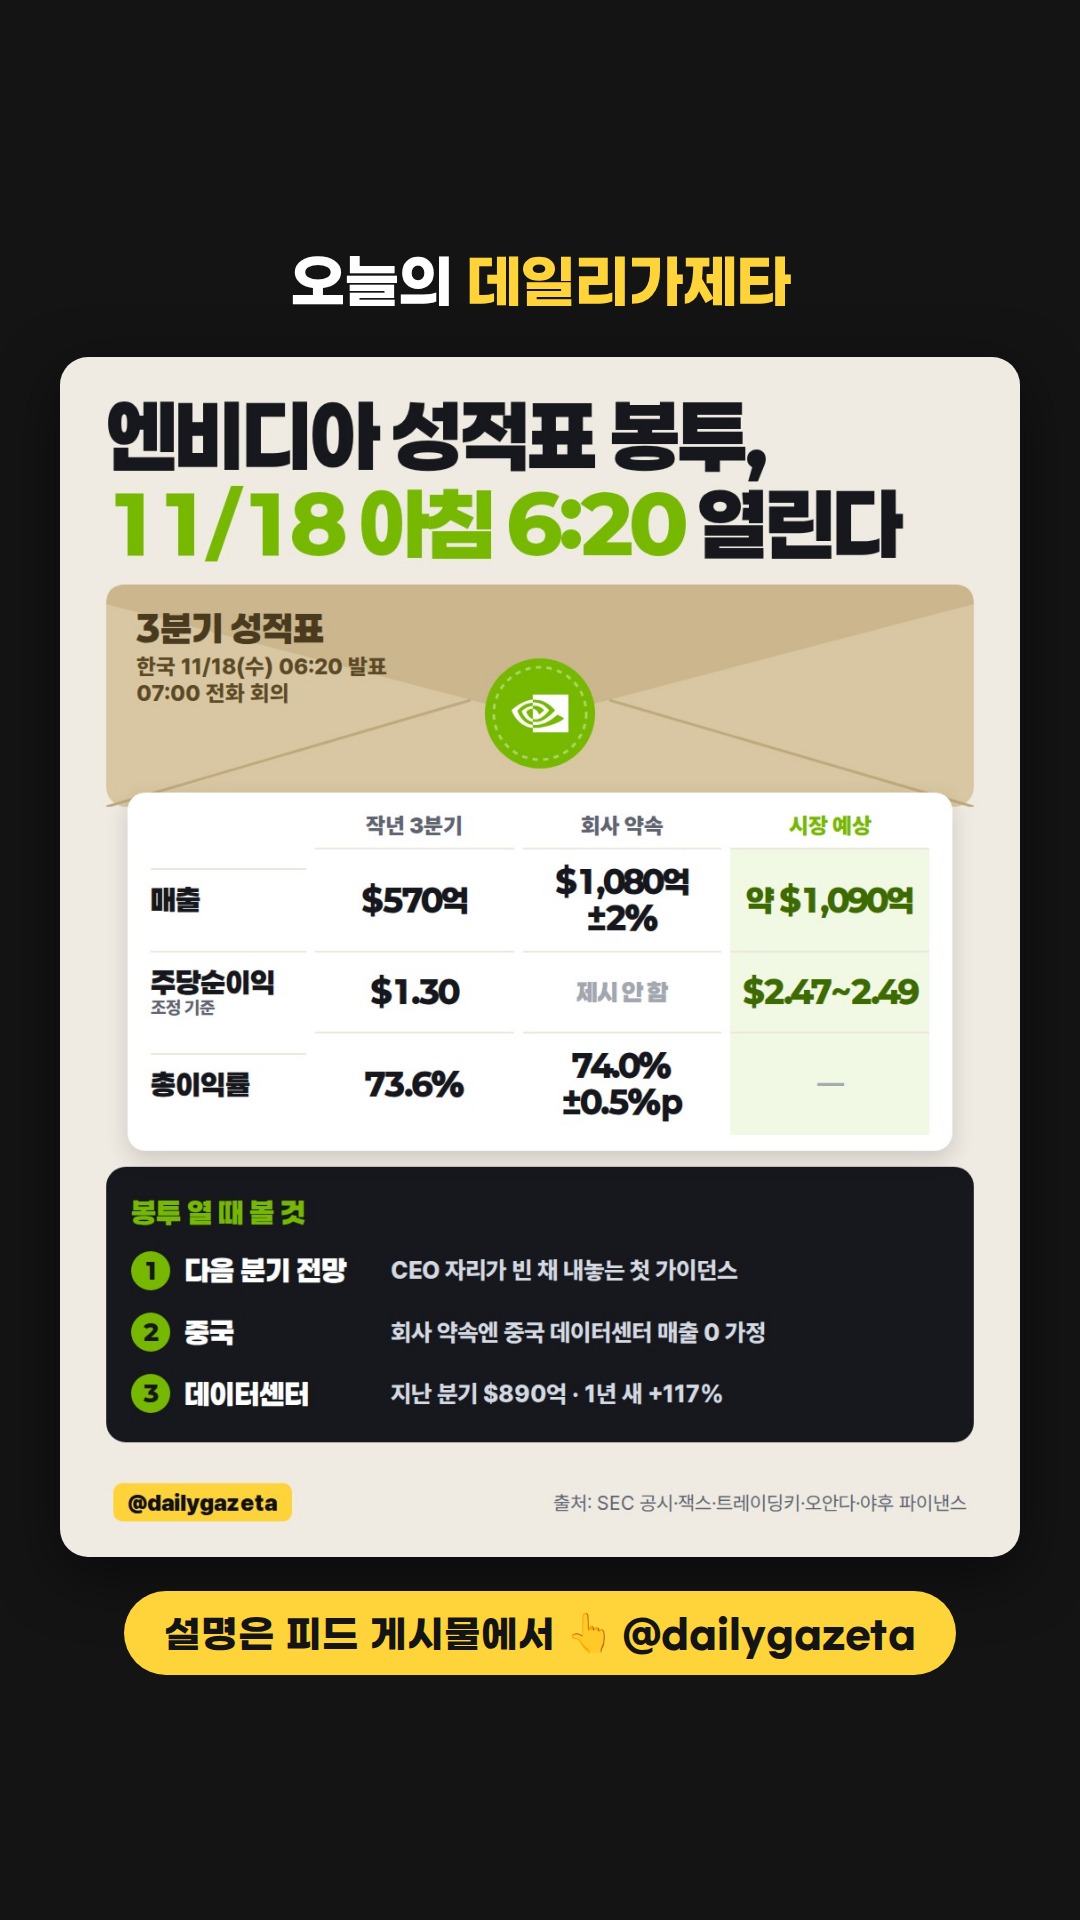 오늘의 데일리가제타
엔비디아 성적표 봉투,
11/18 아침 6:20 열린다
3분기 성적표
한국 11/18(수) 06:20 발표
07:00 전화 회의
작년 3분기 회사 약속 시장 예상
매출 $570억 $1,080억 ±2% 약 $1,090억
주당순이익 조정 기준 $1.30 제시 안 함 $2.47~2.49
총이익률 73.6% 74.0% ±0.5%p —
봉투 열 때 볼 것
1 다음 분기 전망 CEO 자리가 빈 채 내놓는 첫 가이던스
2 중국 회사 약속엔 중국 데이터센터 매출 0 가정
3 데이터센터 지난 분기 $890억 · 1년 새 +117%
@dailygazeta 출처: SEC 공시·잭스·트레이딩키·오안다·야후 파이낸스
설명은 피드 게시물에서 👆 @dailygazeta